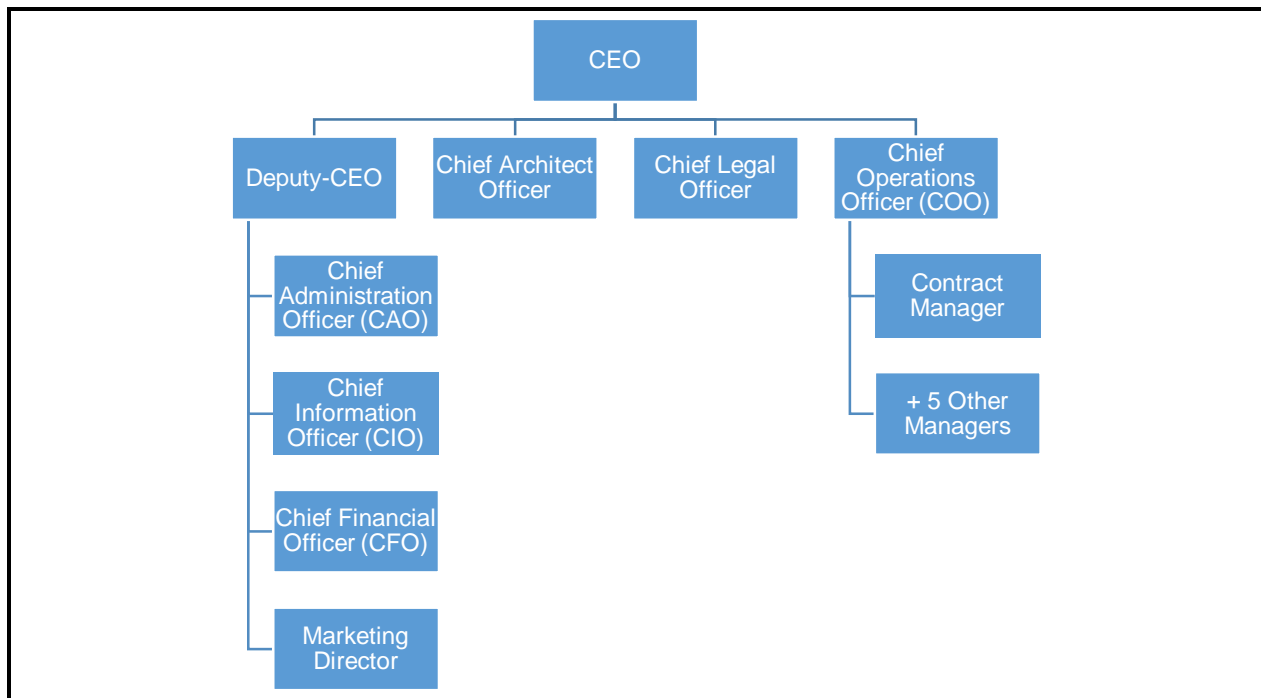 CEO
Deputy-CEO
Chief Architect
Officer
Chief Legal
Officer
Chief
Operations
Officer (COO)
Chief
Administration
Officer (CAO)
Chief
Information
Officer (CIO)
Chief Financial
Officer (CFO)
Marketing
Director
Contract
Manager
+ 5 Other
Managers